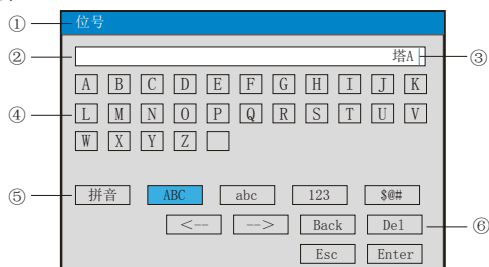 ① 位号
② 塔A ③
A B C D E F G H I J K
④ L M N O P Q R S T U V
W X Y Z
⑤ 拼音 ABC abc 123 $@#
<-- --> Back Del ⑥
Esc Enter